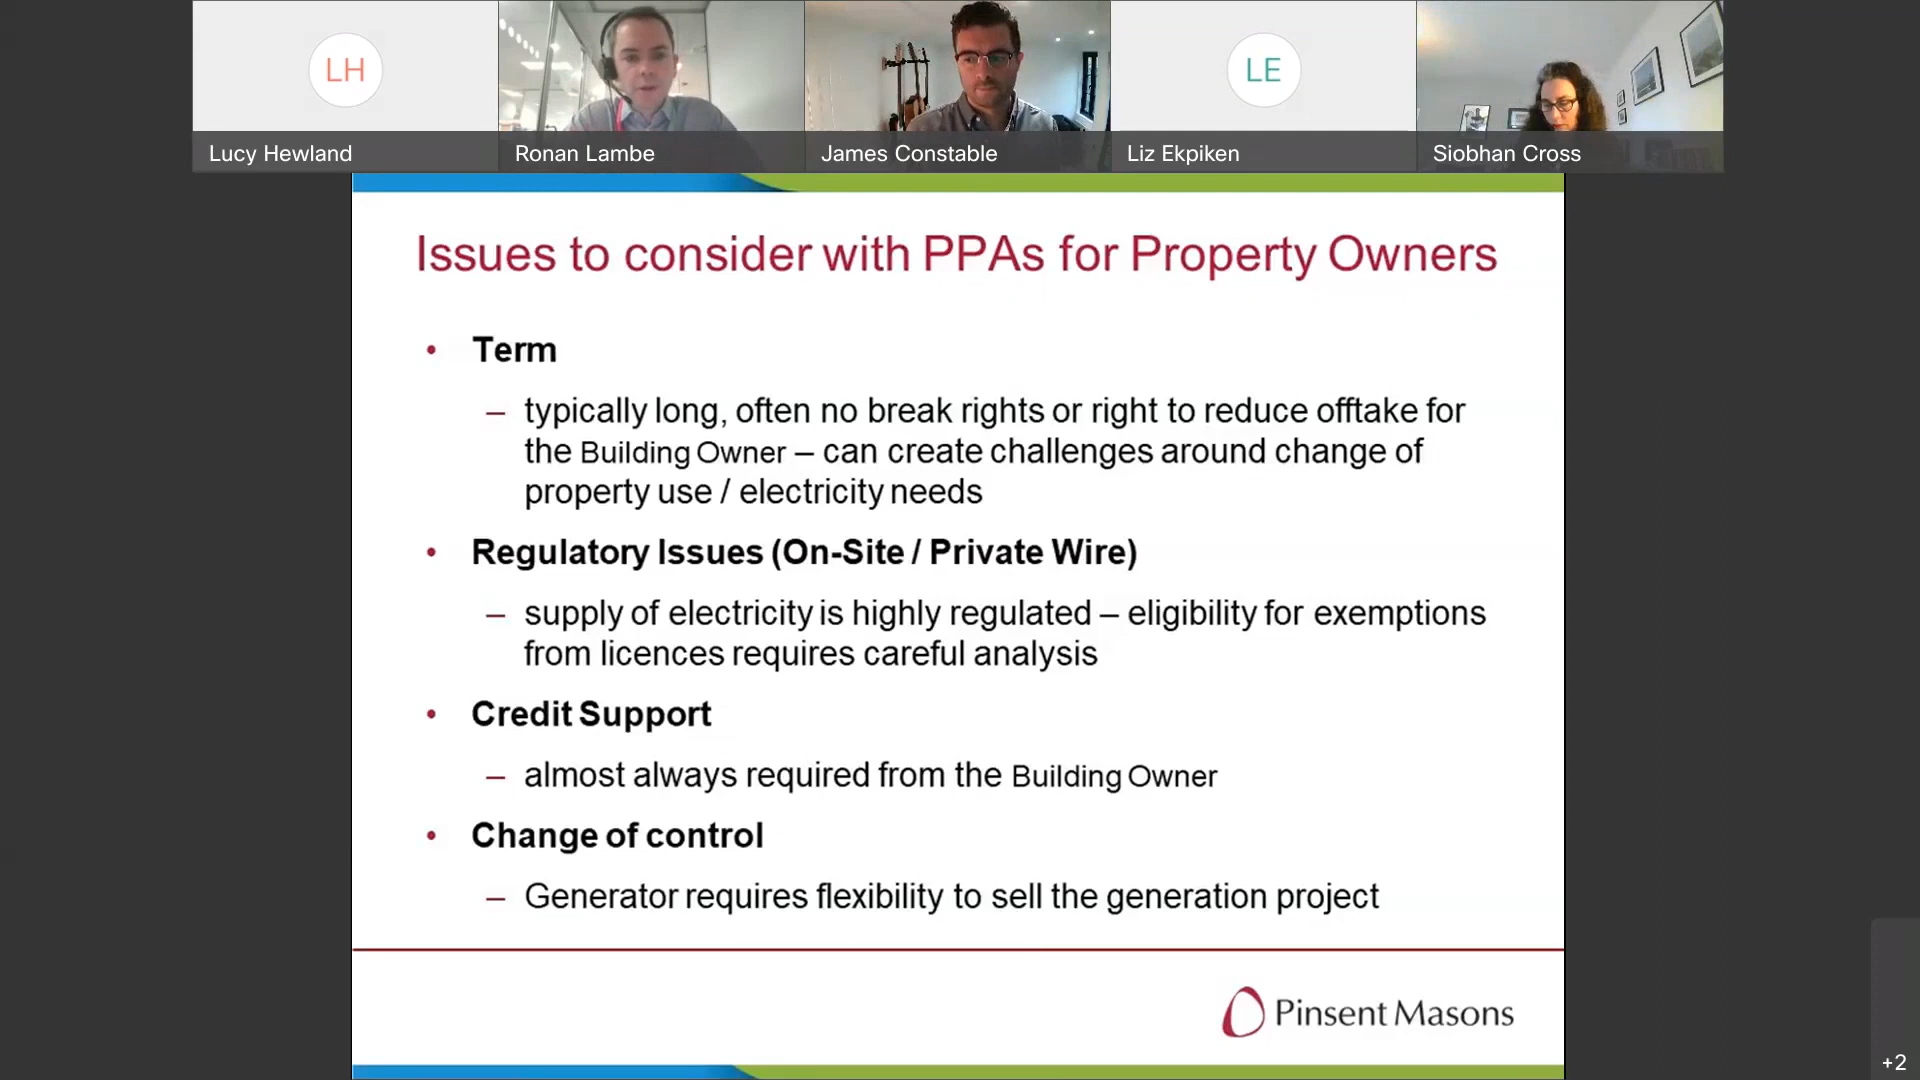 LH
LE
Lucy Hewland
Ronan Lambe
James Constable
Liz Ekpiken
Siobhan Cross
Issues to consider with PPAs for Property Owners
• Term
– typically long, often no break rights or right to reduce offtake for
the Building Owner – can create challenges around change of
property use / electricity needs
• Regulatory Issues (On-Site / Private Wire)
– supply of electricity is highly regulated – eligibility for exemptions
from licences requires careful analysis
• Credit Support
– almost always required from the Building Owner
• Change of control
– Generator requires flexibility to sell the generation project
Pinsent Masons
+2